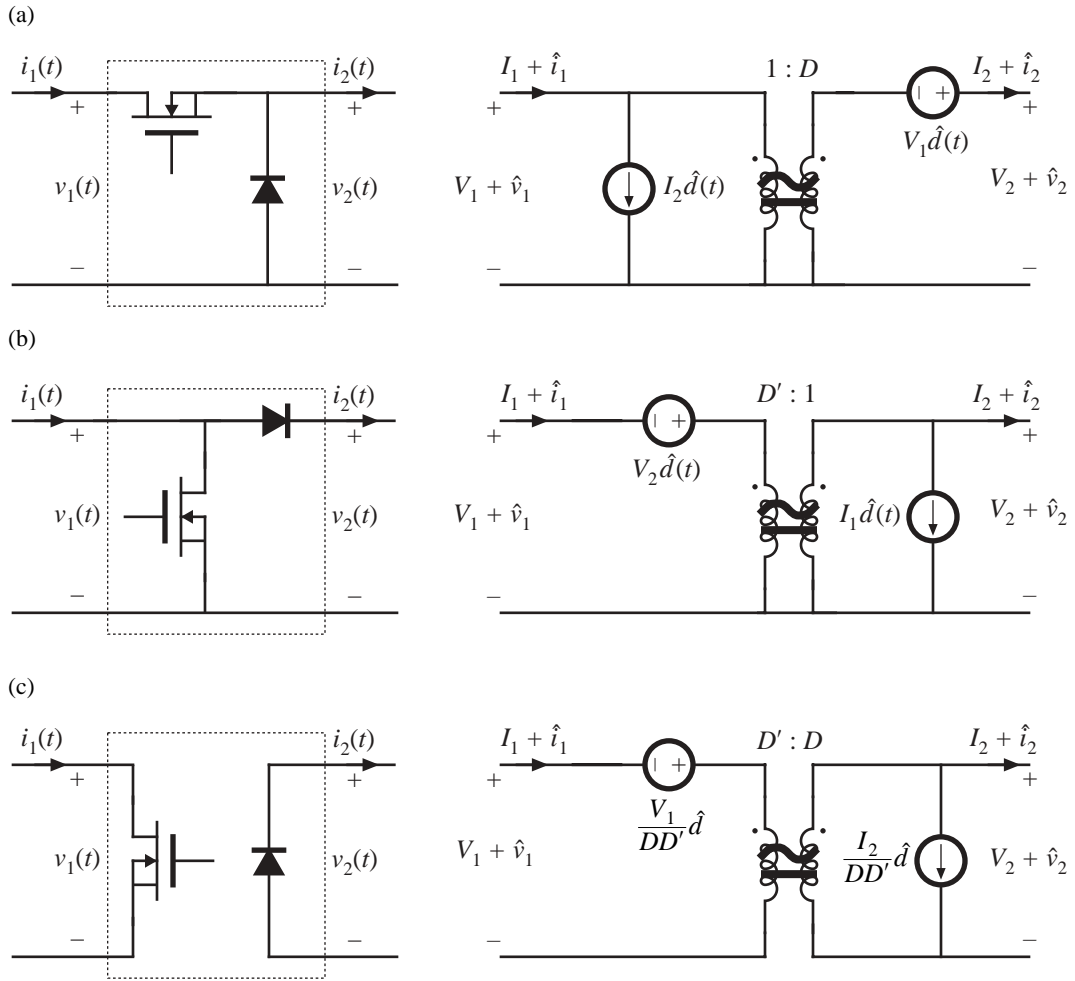 (a)
i₁(t) i₂(t) I₁ + î₁ 1 : D I₂ + î₂
+ + + | + +
V₁d̂(t)
v₁(t) v₂(t) V₁ + v̂₁ I₂d̂(t) V₂ + v̂₂
− − − −
(b)
i₁(t) i₂(t) I₁ + î₁ D′ : 1 I₂ + î₂
+ + + | + +
V₂d̂(t)
v₁(t) v₂(t) V₁ + v̂₁ I₁d̂(t) V₂ + v̂₂
− − − −
(c)
i₁(t) i₂(t) I₁ + î₁ D′ : D I₂ + î₂
+ + + | + +
V₁/DD′ d̂
v₁(t) v₂(t) V₁ + v̂₁ I₂/DD′ d̂ V₂ + v̂₂
− − − −